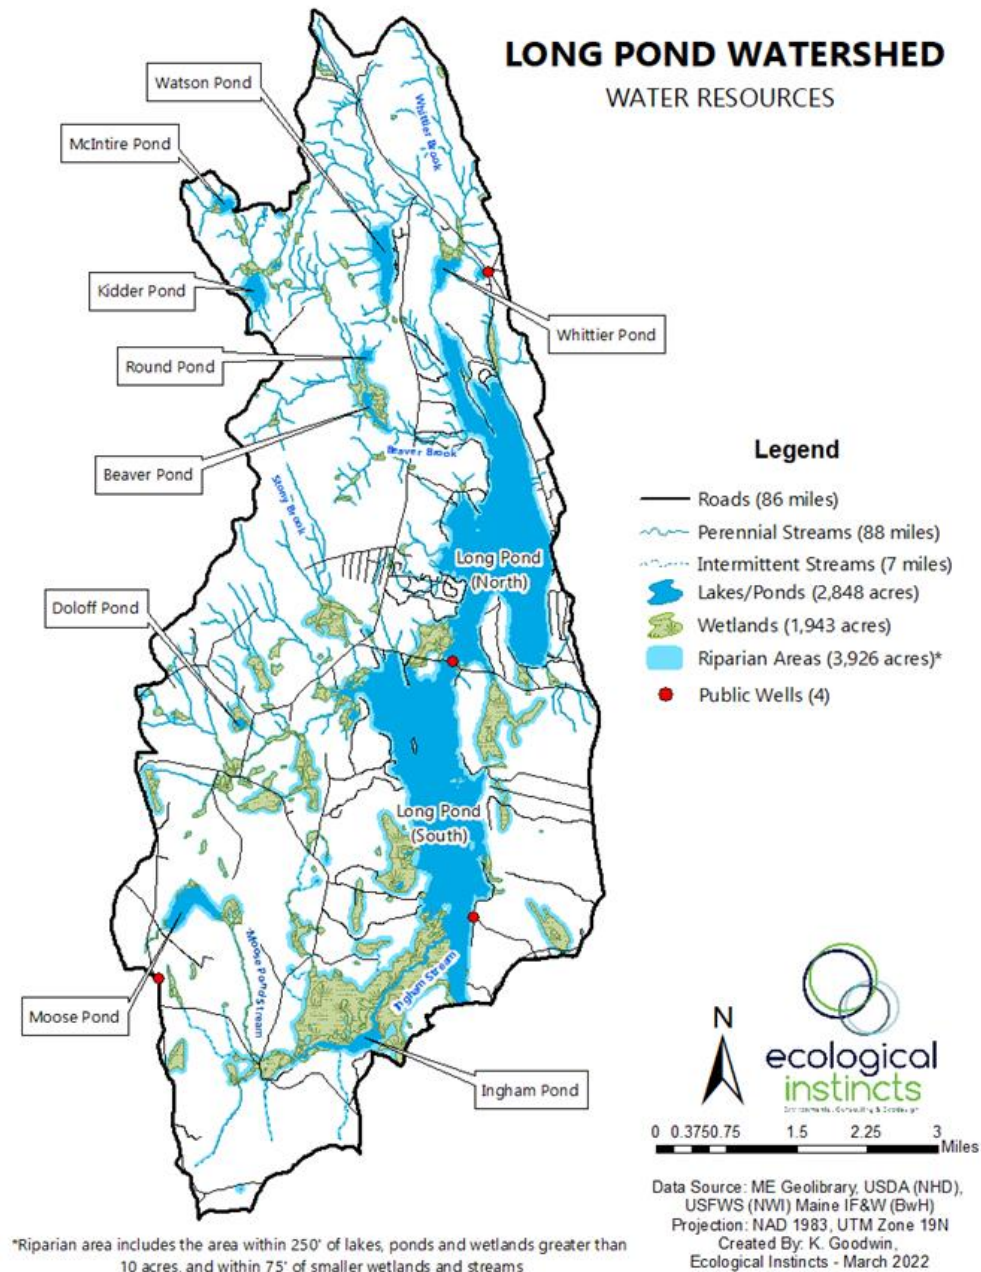 LONG POND WATERSHED
WATER RESOURCES
Watson Pond
McIntire Pond
Whittier Brook
Kidder Pond
Whittier Pond
Round Pond
Beaver Pond
Beaver Brook
Stony Brook
Long Pond
(North)
Doloff Pond
Long Pond
(South)
Moose Pond Stream
Ingham Stream
Moose Pond
Ingham Pond
Legend
Roads (86 miles)
Perennial Streams (88 miles)
Intermittent Streams (7 miles)
Lakes/Ponds (2,848 acres)
Wetlands (1,943 acres)
Riparian Areas (3,926 acres)*
Public Wells (4)
N
ecological
instincts
Environmental Consulting & Ecodesign
0 0.3750.75 1.5 2.25 3
Miles
Data Source: ME Geolibrary, USDA (NHD),
USFWS (NWI) Maine IF&W (BwH)
Projection: NAD 1983, UTM Zone 19N
Created By: K. Goodwin,
Ecological Instincts - March 2022
*Riparian area includes the area within 250' of lakes, ponds and wetlands greater than
10 acres, and within 75' of smaller wetlands and streams